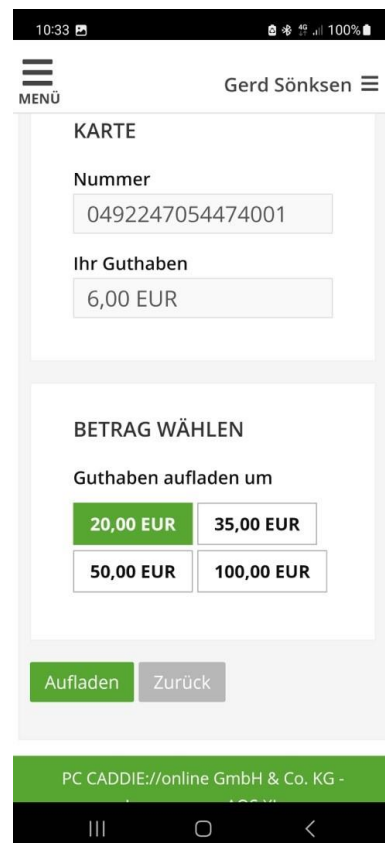 10:33 4G 100%
MENÜ Gerd Sönksen
KARTE
Nummer
0492247054474001
Ihr Guthaben
6,00 EUR
BETRAG WÄHLEN
Guthaben aufladen um
20,00 EUR 35,00 EUR
50,00 EUR 100,00 EUR
Aufladen Zurück
PC CADDIE://online GmbH & Co. KG -